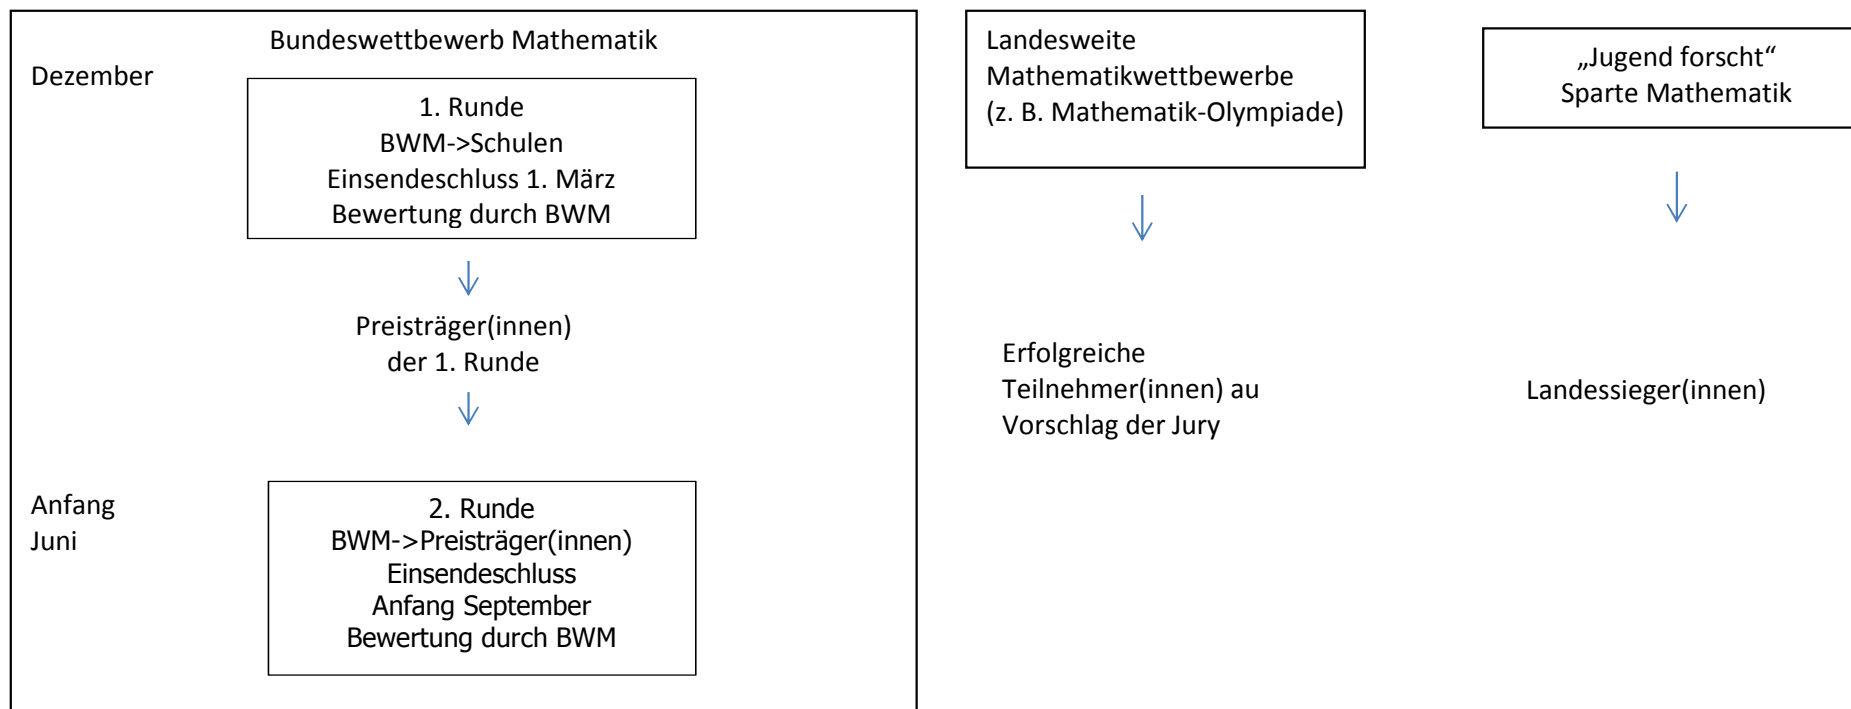 Bundeswettbewerb Mathematik
Dezember
1. Runde
BWM->Schulen
Einsendeschluss 1. März
Bewertung durch BWM
Preisträger(innen)
der 1. Runde
Anfang
Juni
2. Runde
BWM->Preisträger(innen)
Einsendeschluss
Anfang September
Bewertung durch BWM
Landesweite
Mathematikwettbewerbe
(z. B. Mathematik-Olympiade)
Erfolgreiche
Teilnehmer(innen) au
Vorschlag der Jury
„Jugend forscht“
Sparte Mathematik
Landessieger(innen)